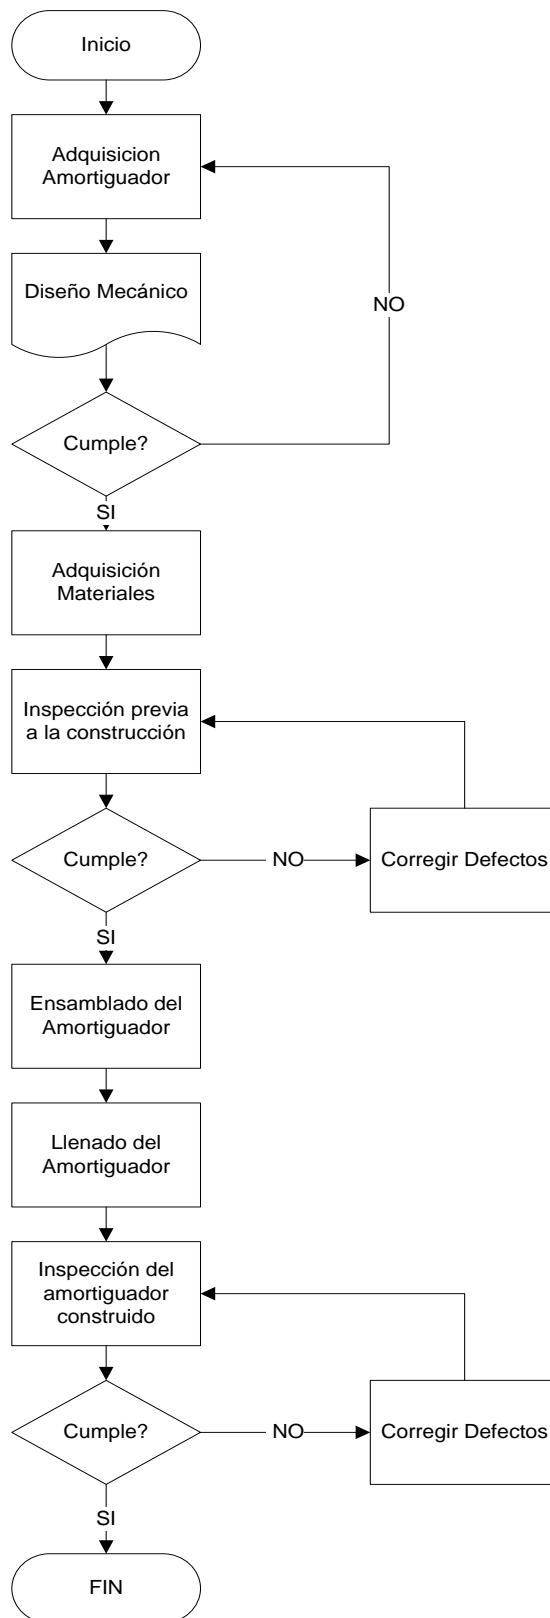 Inicio
Adquisicion
Amortiguador
Diseño Mecánico
NO
Cumple?
SI
Adquisición
Materiales
Inspección previa
a la construcción
Cumple?
NO
Corregir Defectos
SI
Ensamblado del
Amortiguador
Llenado del
Amortiguador
Inspección del
amortiguador
construido
Cumple?
NO
Corregir Defectos
SI
FIN